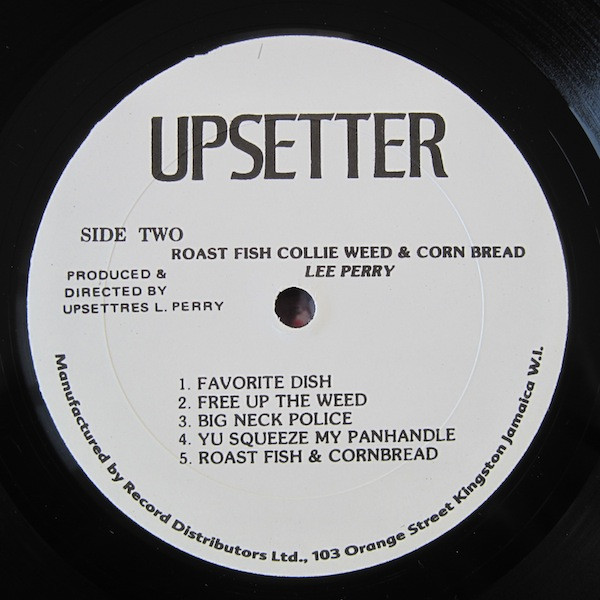 UPSETTER
SIDE TWO
ROAST FISH COLLIE WEED & CORN BREAD
LEE PERRY
PRODUCED &
DIRECTED BY
UPSETTRES L. PERRY
1. FAVORITE DISH
2. FREE UP THE WEED
3. BIG NECK POLICE
4. YU SQUEEZE MY PANHANDLE
5. ROAST FISH & CORNBREAD
Manufactured by Record Distributors Ltd., 103 Orange Street Kingston Jamaica W.I.